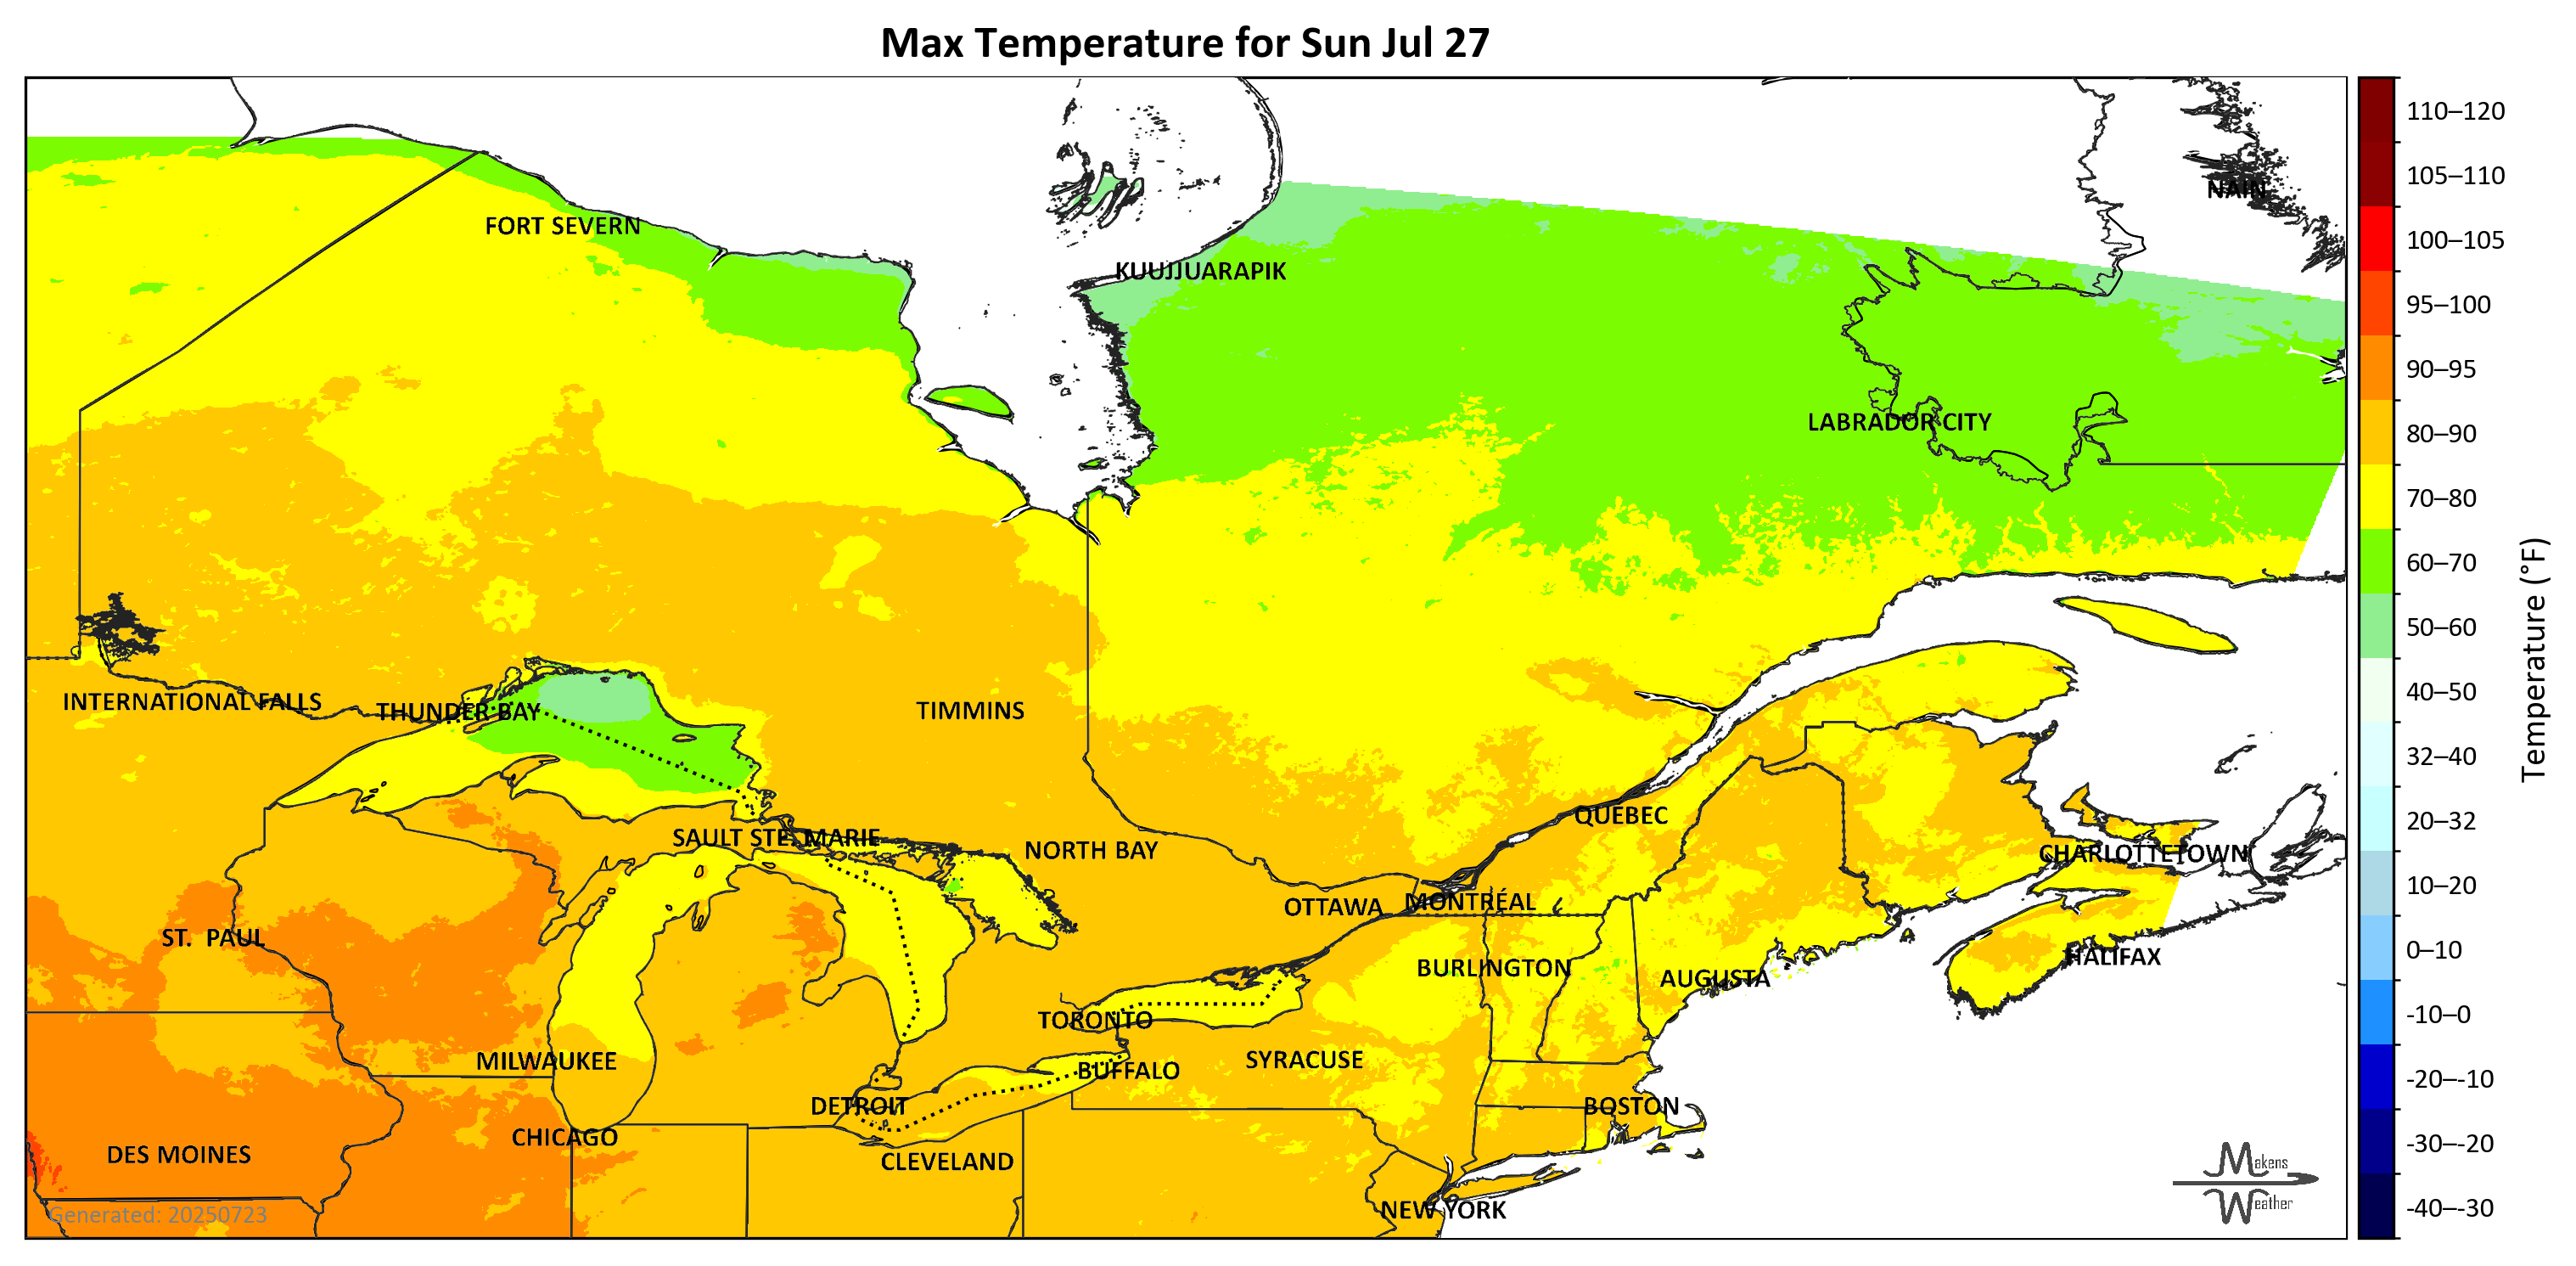 Max Temperature for Sun Jul 27
NAIN
FORT SEVERN
KUUJJUARAPIK
LABRADOR CITY
INTERNATIONAL FALLS
THUNDER BAY
TIMMINS
QUEBEC
SAULT STE. MARIE
NORTH BAY
CHARLOTTETOWN
OTTAWA
MONTRÉAL
ST. PAUL
HALIFAX
BURLINGTON
AUGUSTA
TORONTO
MILWAUKEE
SYRACUSE
BUFFALO
DETROIT
BOSTON
CHICAGO
DES MOINES
CLEVELAND
NEW YORK
Generated: 20250723
Makens
Weather
110–120
105–110
100–105
95–100
90–95
80–90
70–80
60–70
50–60
40–50
32–40
20–32
10–20
0–10
-10–0
-20–-10
-30–-20
-40–-30
Temperature (°F)